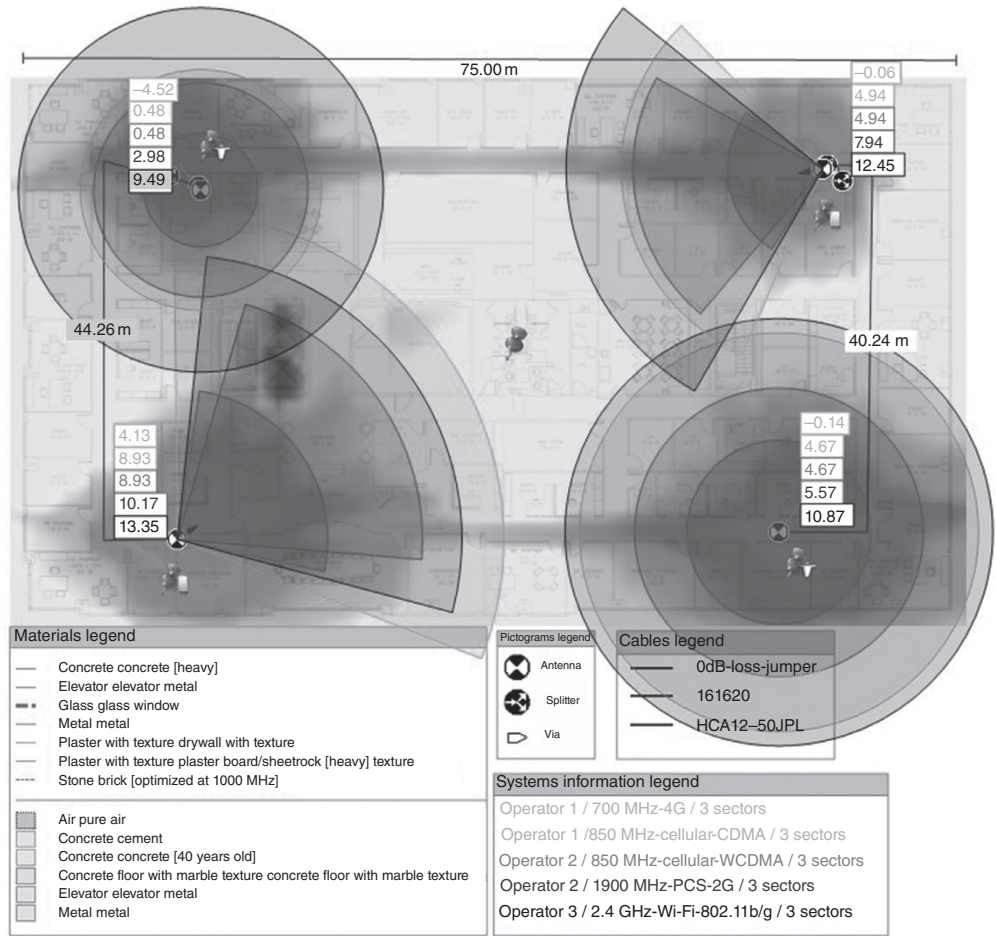 75.00 m
–4.52
0.48
0.48
2.98
9.49
–0.06
4.94
4.94
7.94
12.45
44.26 m
40.24 m
4.13
8.93
8.93
10.17
13.35
–0.14
4.67
4.67
5.57
10.87
Materials legend
Concrete concrete [heavy]
Elevator elevator metal
Glass glass window
Metal metal
Plaster with texture drywall with texture
Plaster with texture plaster board/sheetrock [heavy] texture
Stone brick [optimized at 1000 MHz]
Air pure air
Concrete cement
Concrete concrete [40 years old]
Concrete floor with marble texture concrete floor with marble texture
Elevator elevator metal
Metal metal
Pictograms legend
Antenna
Splitter
Via
Cables legend
0dB-loss-jumper
161620
HCA12–50JPL
Systems information legend
Operator 1 / 700 MHz-4G / 3 sectors
Operator 1 /850 MHz-cellular-CDMA / 3 sectors
Operator 2 / 850 MHz-cellular-WCDMA / 3 sectors
Operator 2 / 1900 MHz-PCS-2G / 3 sectors
Operator 3 / 2.4 GHz-Wi-Fi-802.11b/g / 3 sectors